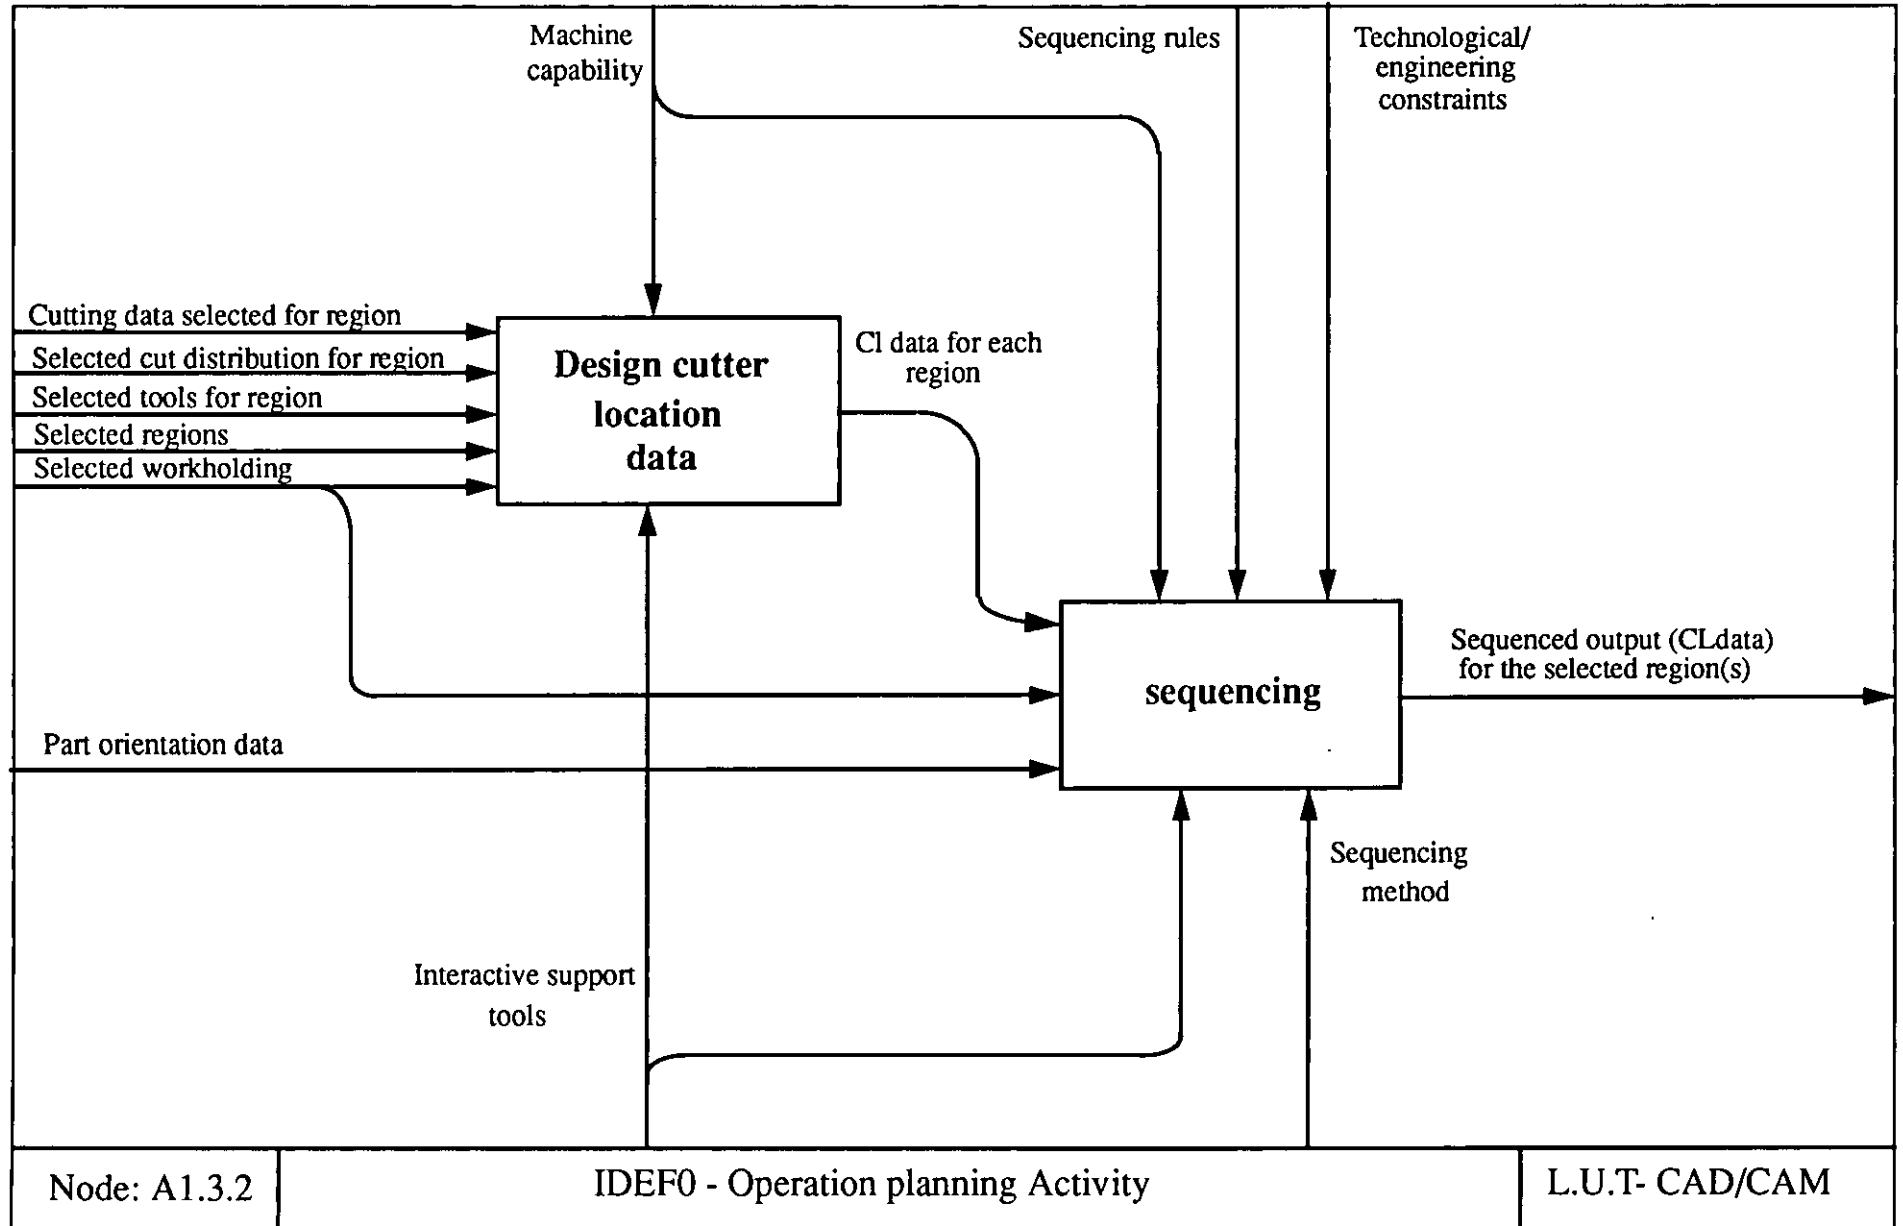 Machine
capability
Sequencing rules
Technological/
engineering
constraints
Cutting data selected for region
Selected cut distribution for region
Selected tools for region
Selected regions
Selected workholding
Design cutter
location
data
Cl data for each
region
sequencing
Sequenced output (CLdata)
for the selected region(s)
Part orientation data
Sequencing
method
Interactive support
tools
Node: A1.3.2
IDEF0 - Operation planning Activity
L.U.T- CAD/CAM